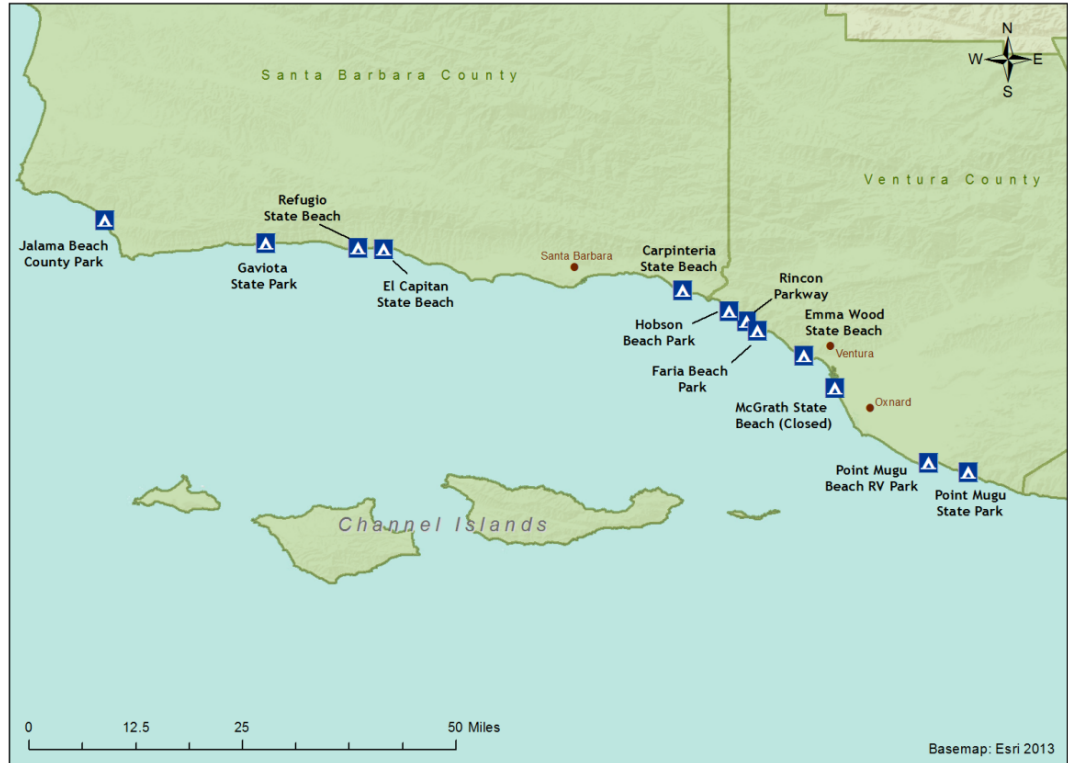 N
W E
S
Santa Barbara County
Ventura County
Refugio
State Beach
Jalama Beach
County Park
Gaviota
State Park
El Capitan
State Beach
Santa Barbara
Carpinteria
State Beach
Rincon
Parkway
Hobson
Beach Park
Emma Wood
State Beach
Ventura
Faria Beach
Park
McGrath State
Beach (Closed)
Oxnard
Point Mugu
Beach RV Park
Point Mugu
State Park
Channel Islands
0 12.5 25 50 Miles
Basemap: Esri 2013